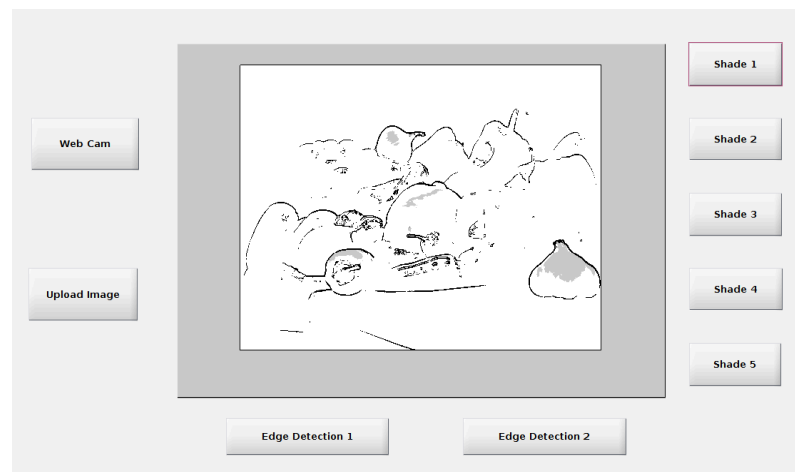 Shade 1
Web Cam
Shade 2
Shade 3
Upload Image
Shade 4
Shade 5
Edge Detection 1
Edge Detection 2